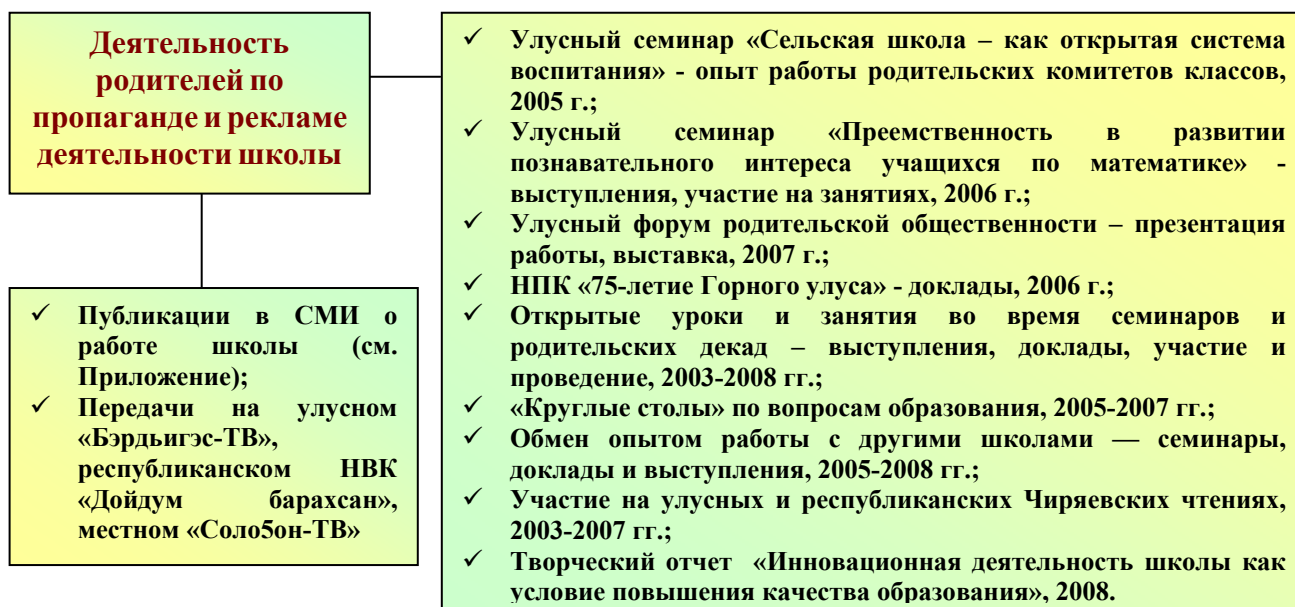 Деятельность
родителей по
пропаганде и рекламе
деятельности школы
✓ Публикации в СМИ о
работе школы (см.
Приложение);
✓ Передачи на улусном
«Бэрдьигэс-ТВ»,
республиканском НВК
«Дойдум барахсан»,
местном «Соло5он-ТВ»
✓ Улусный семинар «Сельская школа – как открытая система
воспитания» - опыт работы родительских комитетов классов,
2005 г.;
✓ Улусный семинар «Преемственность в развитии
познавательного интереса учащихся по математике» -
выступления, участие на занятиях, 2006 г.;
✓ Улусный форум родительской общественности – презентация
работы, выставка, 2007 г.;
✓ НПК «75-летие Горного улуса» - доклады, 2006 г.;
✓ Открытые уроки и занятия во время семинаров и
родительских декад – выступления, доклады, участие и
проведение, 2003-2008 гг.;
✓ «Круглые столы» по вопросам образования, 2005-2007 гг.;
✓ Обмен опытом работы с другими школами — семинары,
доклады и выступления, 2005-2008 гг.;
✓ Участие на улусных и республиканских Чиряевских чтениях,
2003-2007 гг.;
✓ Творческий отчет «Инновационная деятельность школы как
условие повышения качества образования», 2008.